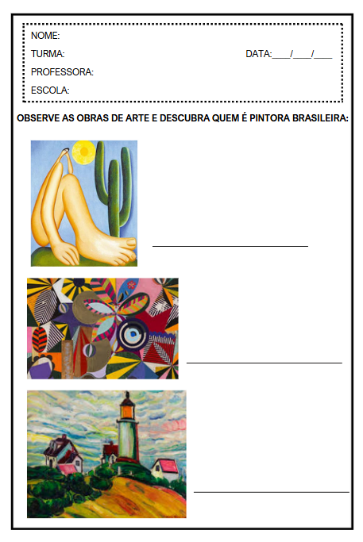 NOME:
TURMA: DATA:___/___/___
PROFESSORA:
ESCOLA:
OBSERVE AS OBRAS DE ARTE E DESCUBRA QUEM É PINTORA BRASILEIRA: